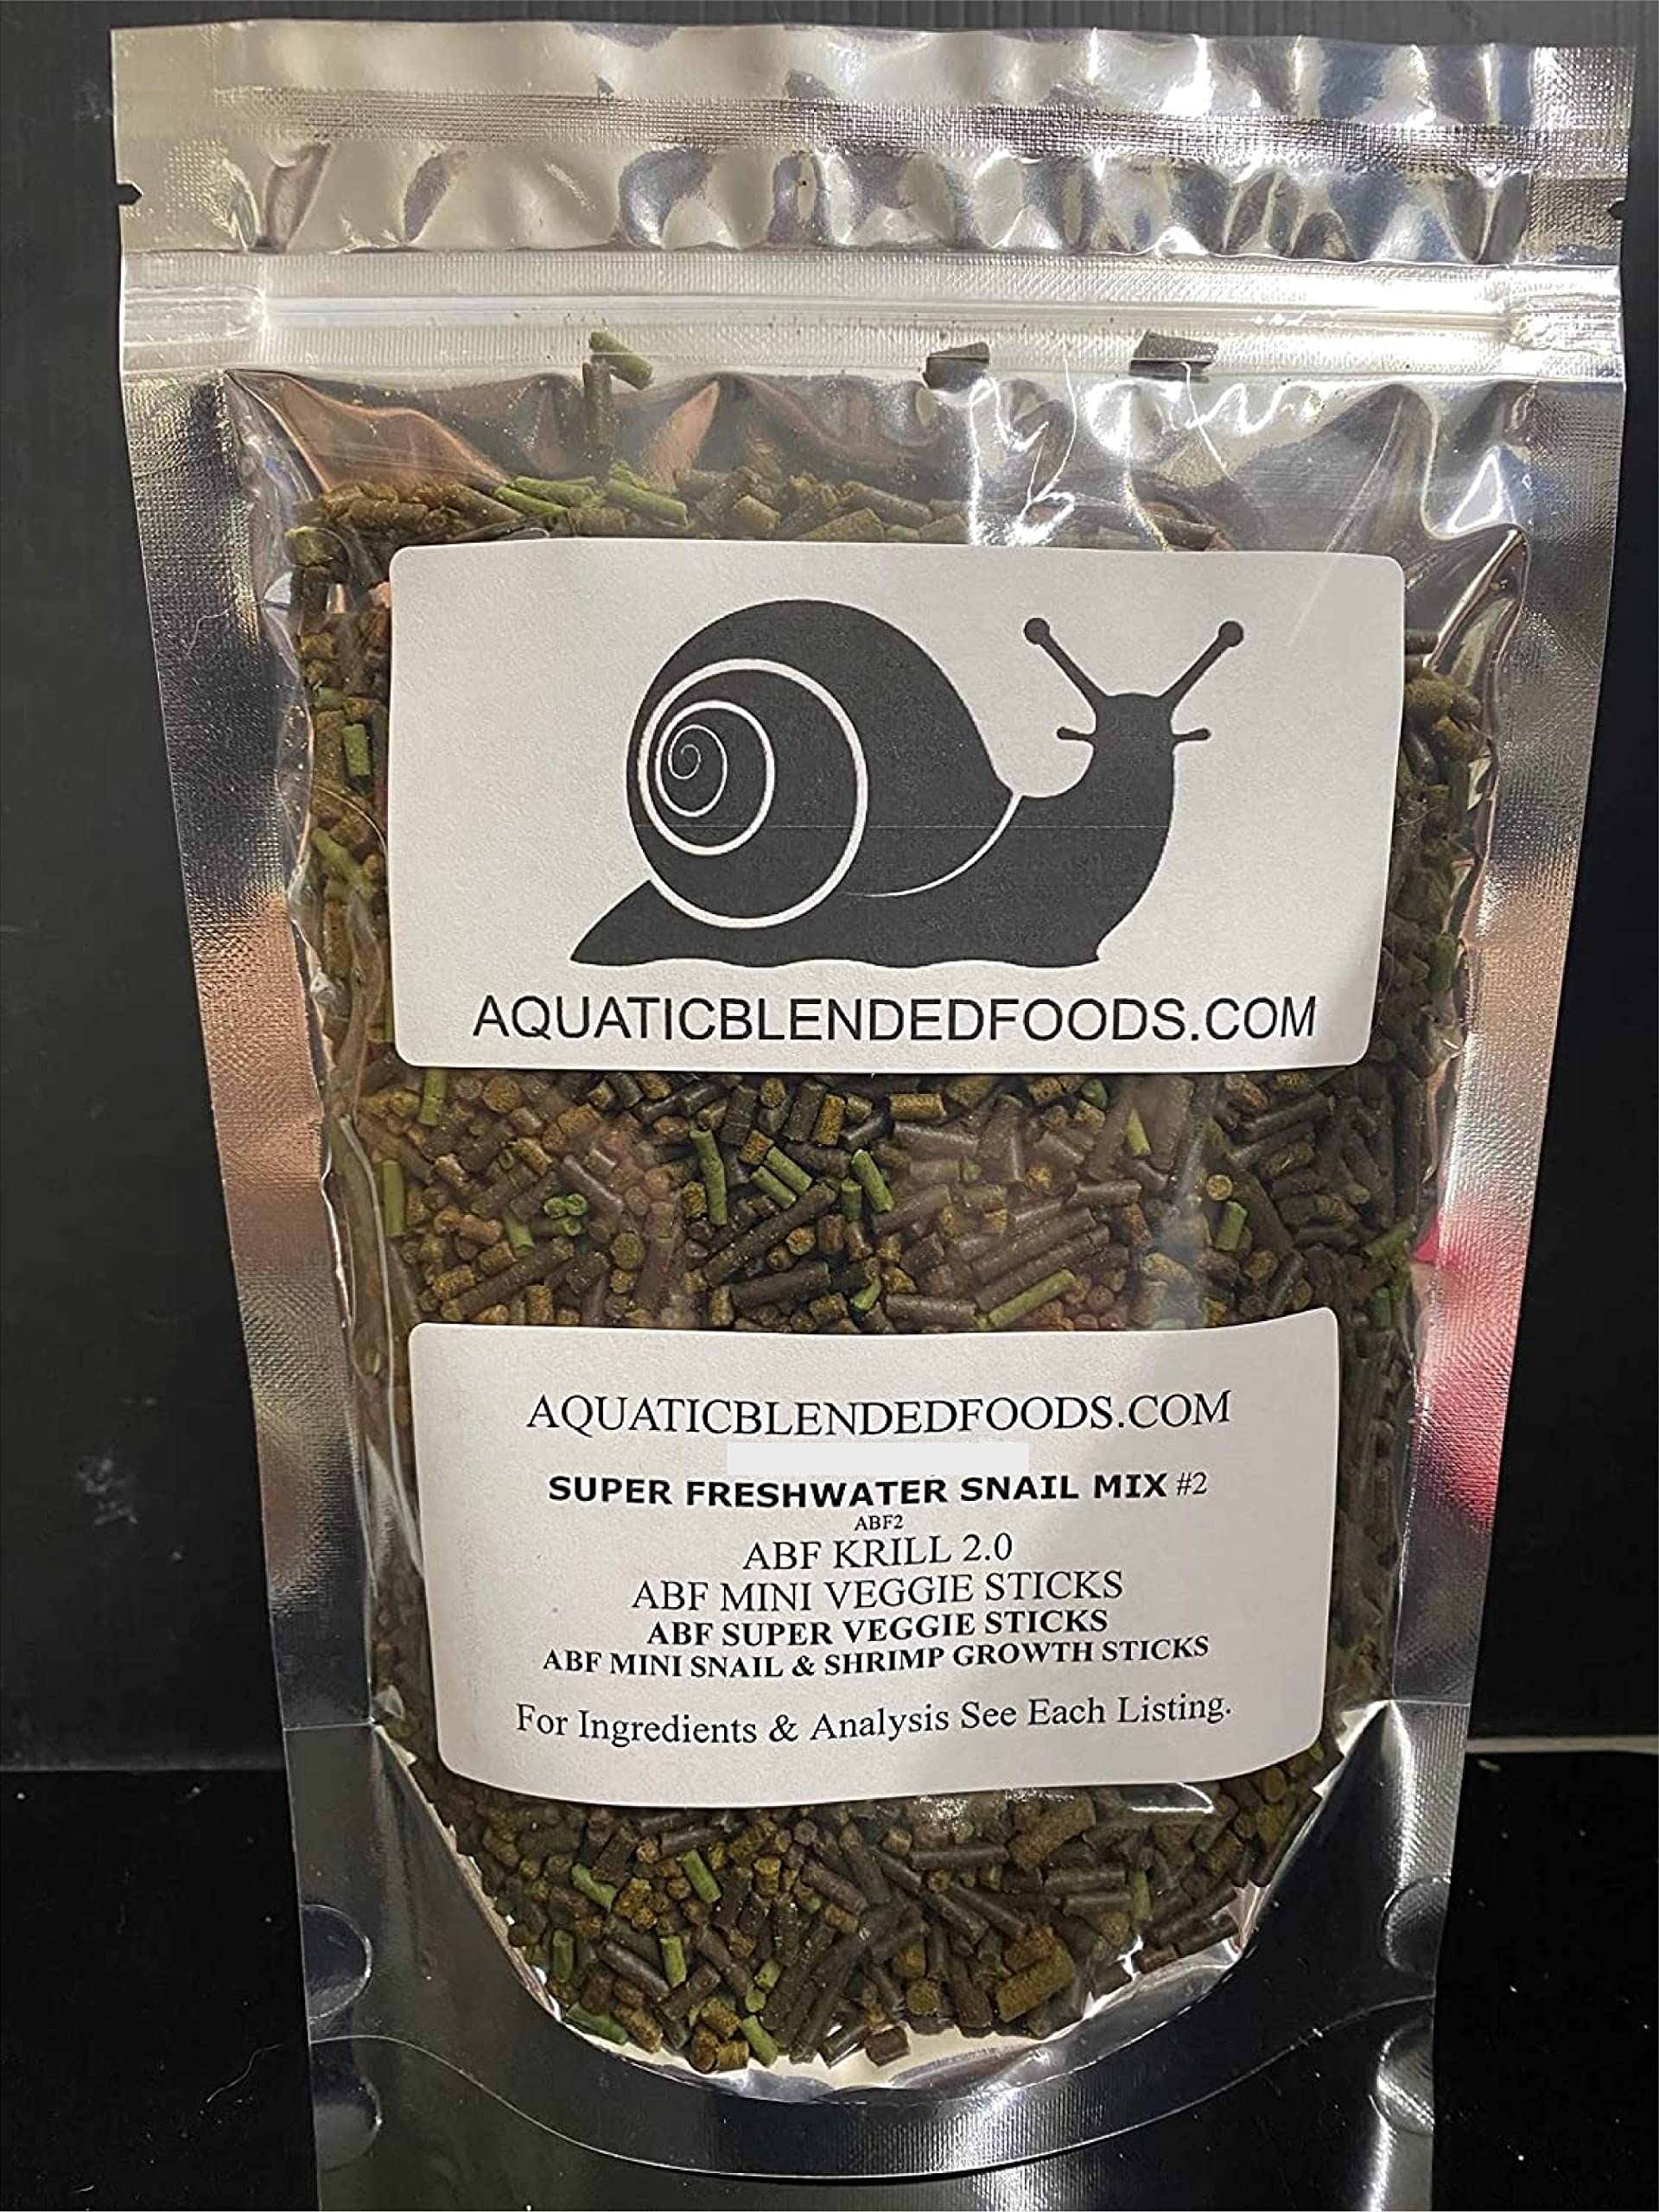 AQUATICBLENDEDFOODS.COM
AQUATICBLENDEDFOODS.COM
SUPER FRESHWATER SNAIL MIX #2
ABF2
ABF KRILL 2.0
ABF MINI VEGGIE STICKS
ABF SUPER VEGGIE STICKS
ABF MINI SNAIL & SHRIMP GROWTH STICKS
For Ingredients & Analysis See Each Listing.